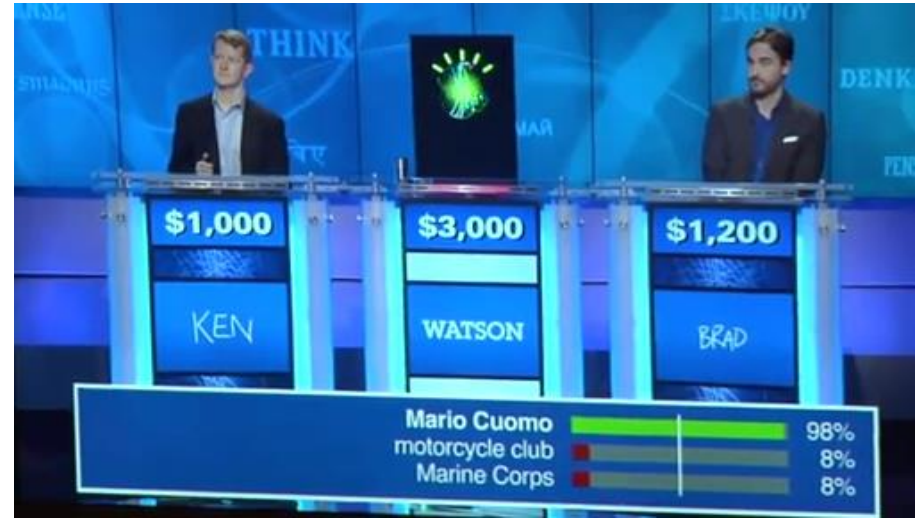 THINK
ΣΚΕΨΟΥ
DENK
$1,000
$3,000
$1,200
KEN
WATSON
BRAD
Mario Cuomo 98%
motorcycle club 8%
Marine Corps 8%